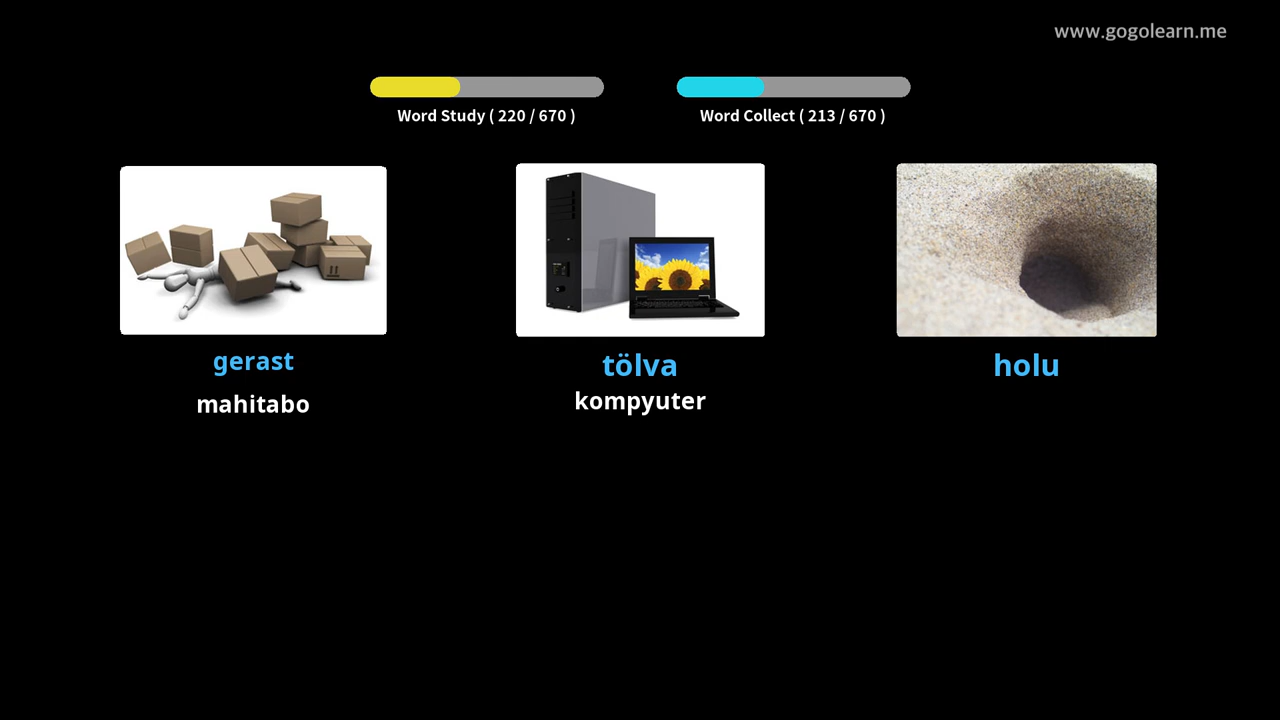 www.gogolearn.me
Word Study ( 220 / 670 )
Word Collect ( 213 / 670 )
gerast
mahitabo
tölva
kompyuter
holu